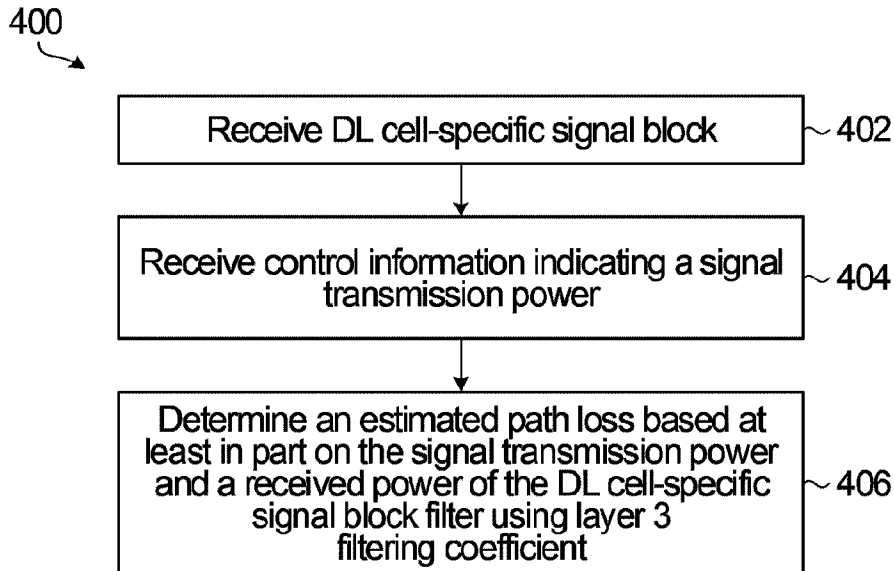 400
Receive DL cell-specific signal block
402
Receive control information indicating a signal
transmission power
404
Determine an estimated path loss based at
least in part on the signal transmission power
and a received power of the DL cell-specific
signal block filter using layer 3
filtering coefficient
406